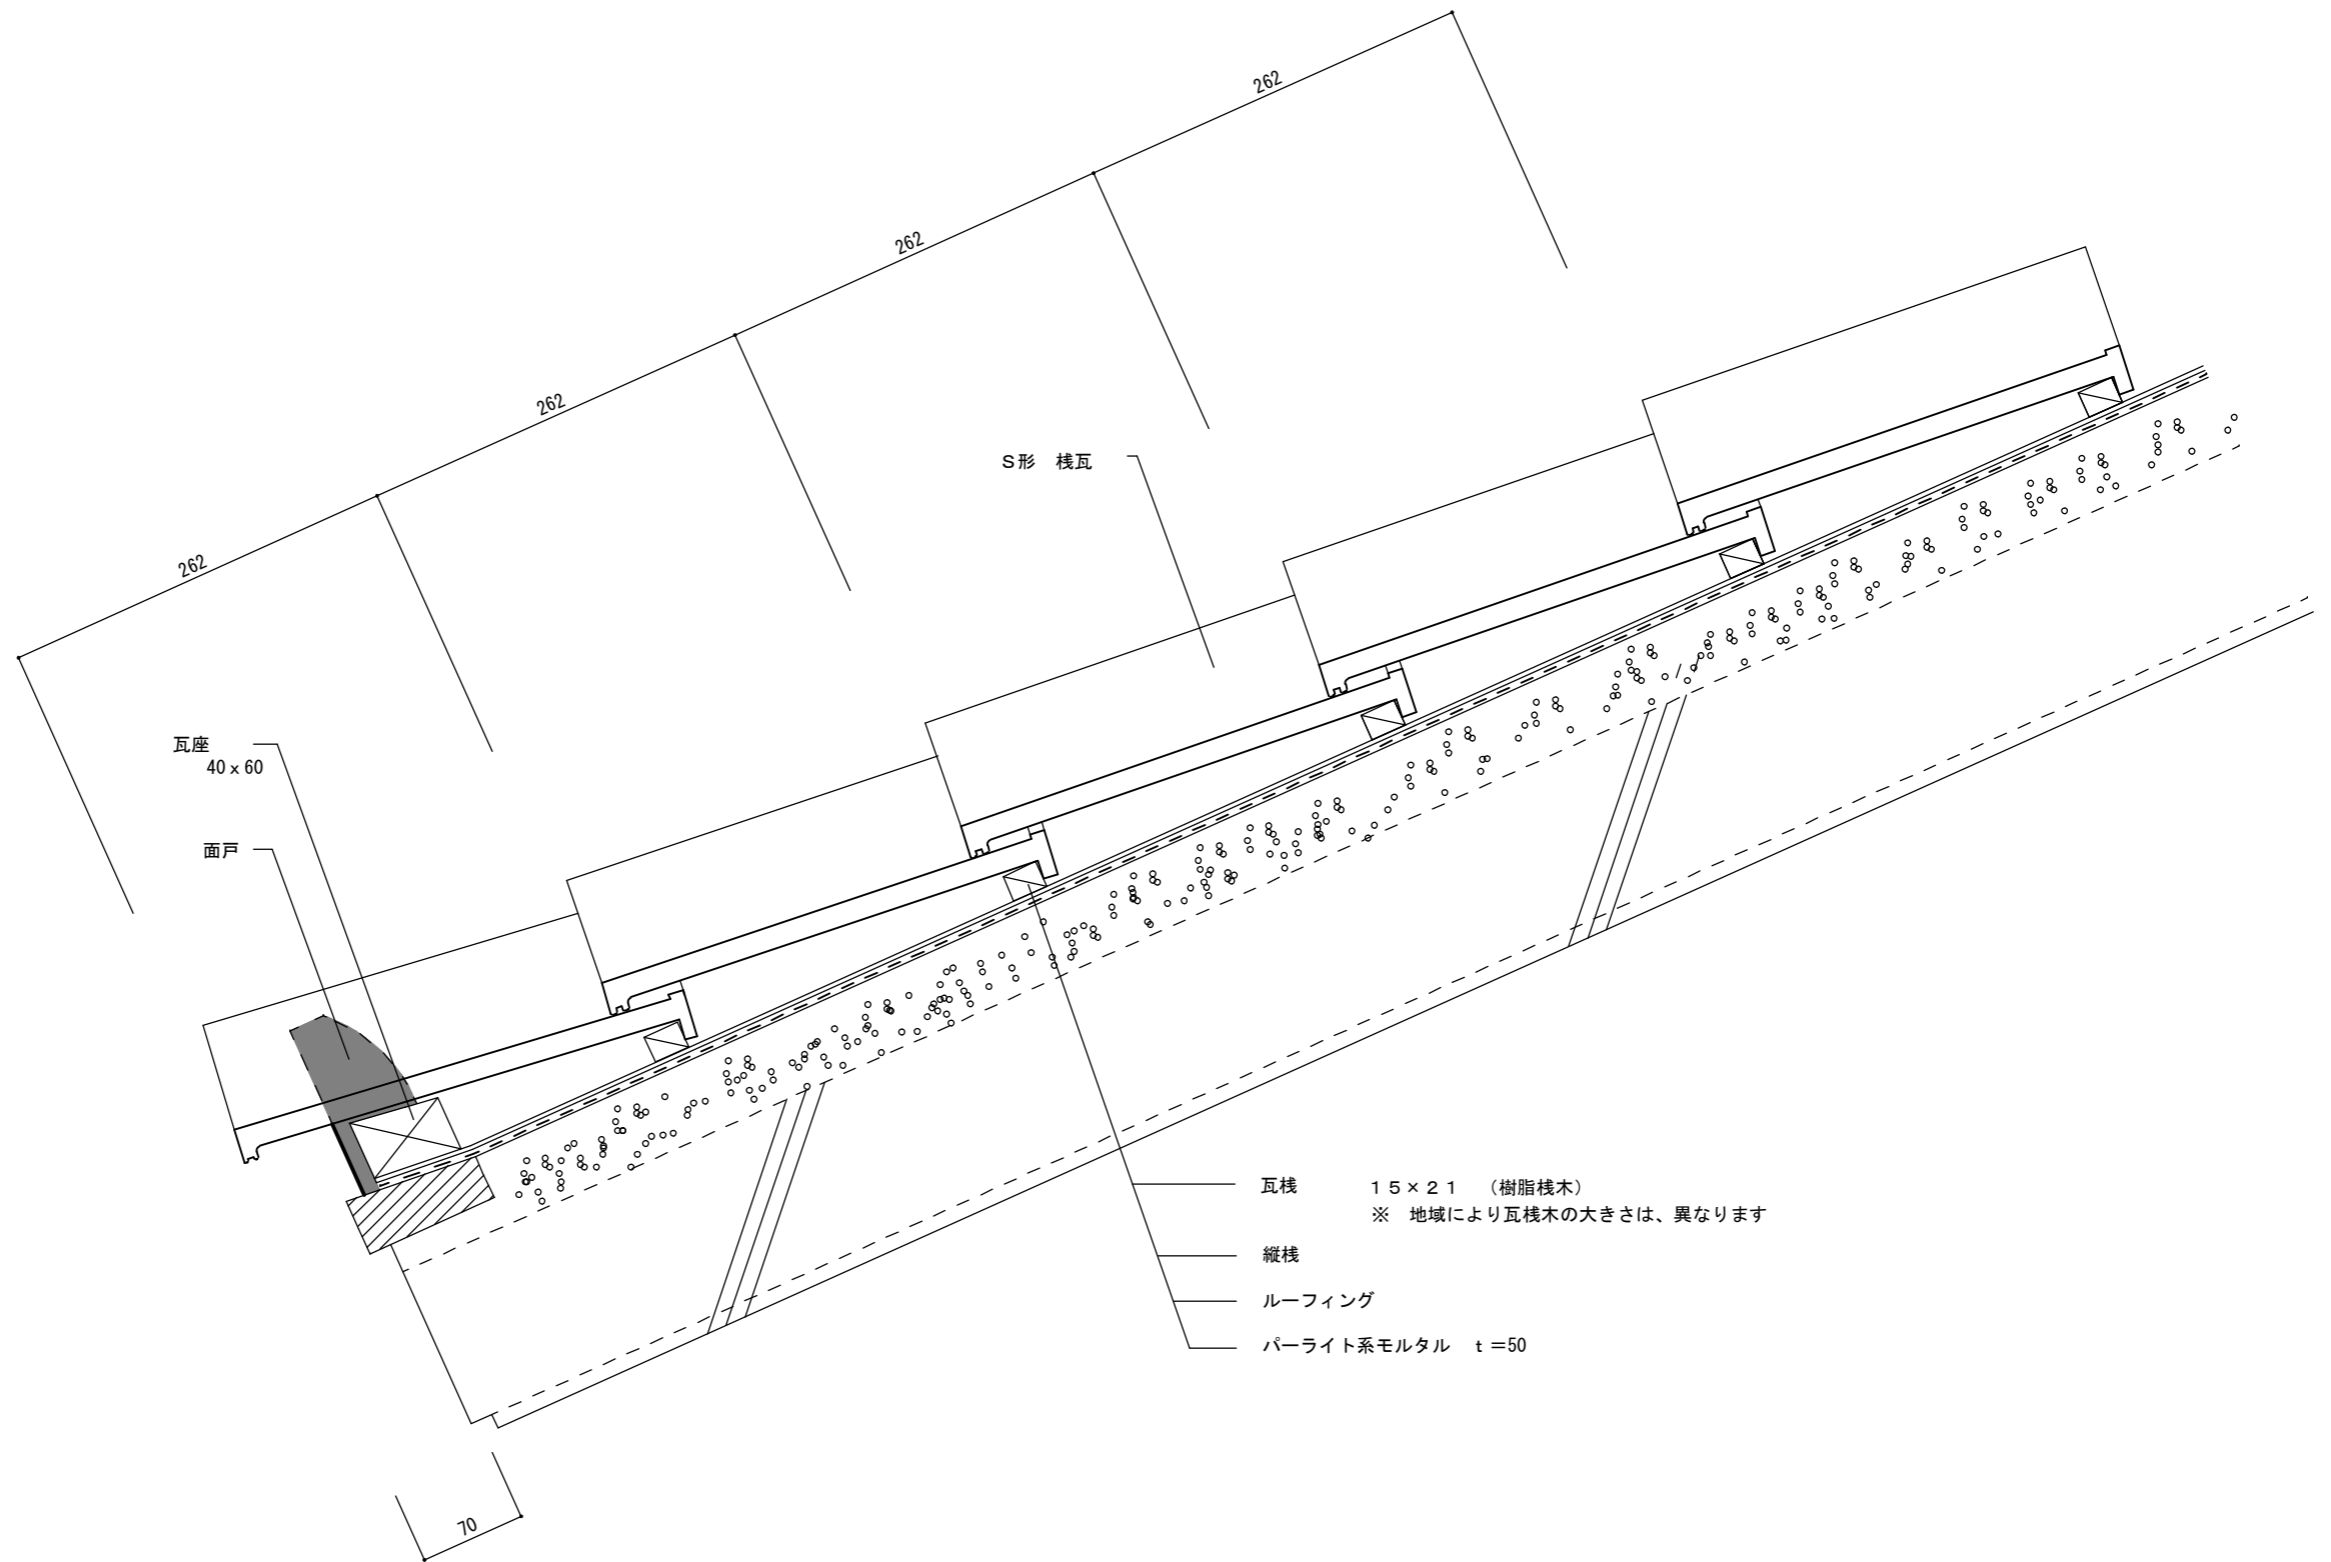 262
262
262
262
S形　桟瓦
瓦座
40x60
面戸
瓦桟　　　１５×２１　（樹脂桟木）
※　地域により瓦桟木の大きさは、異なります
縦桟
ルーフィング
パーライト系モルタル　ｔ＝50
70